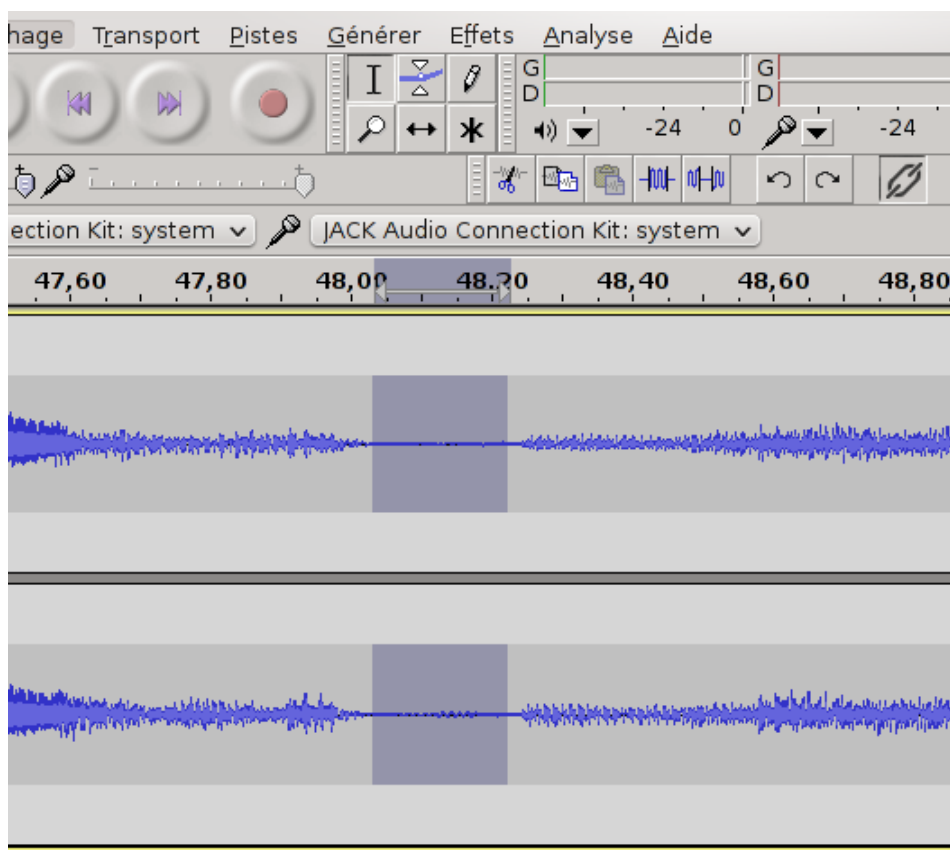 hage Transport Pistes Générer Effets Analyse Aide
G G
D D
-24 0 -24
ection Kit: system JACK Audio Connection Kit: system
47,60 47,80 48,00 48,20 48,40 48,60 48,80